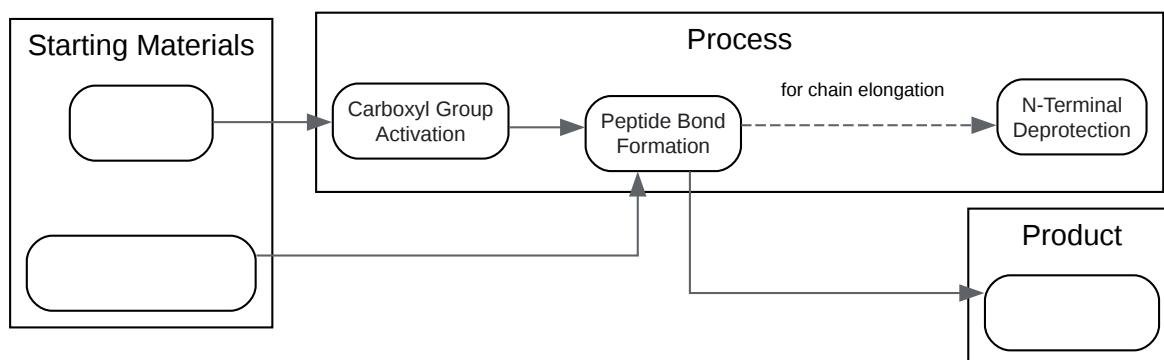 Starting Materials
Process
Carboxyl Group
Activation
Peptide Bond
Formation
for chain elongation
N-Terminal
Deprotection
Product